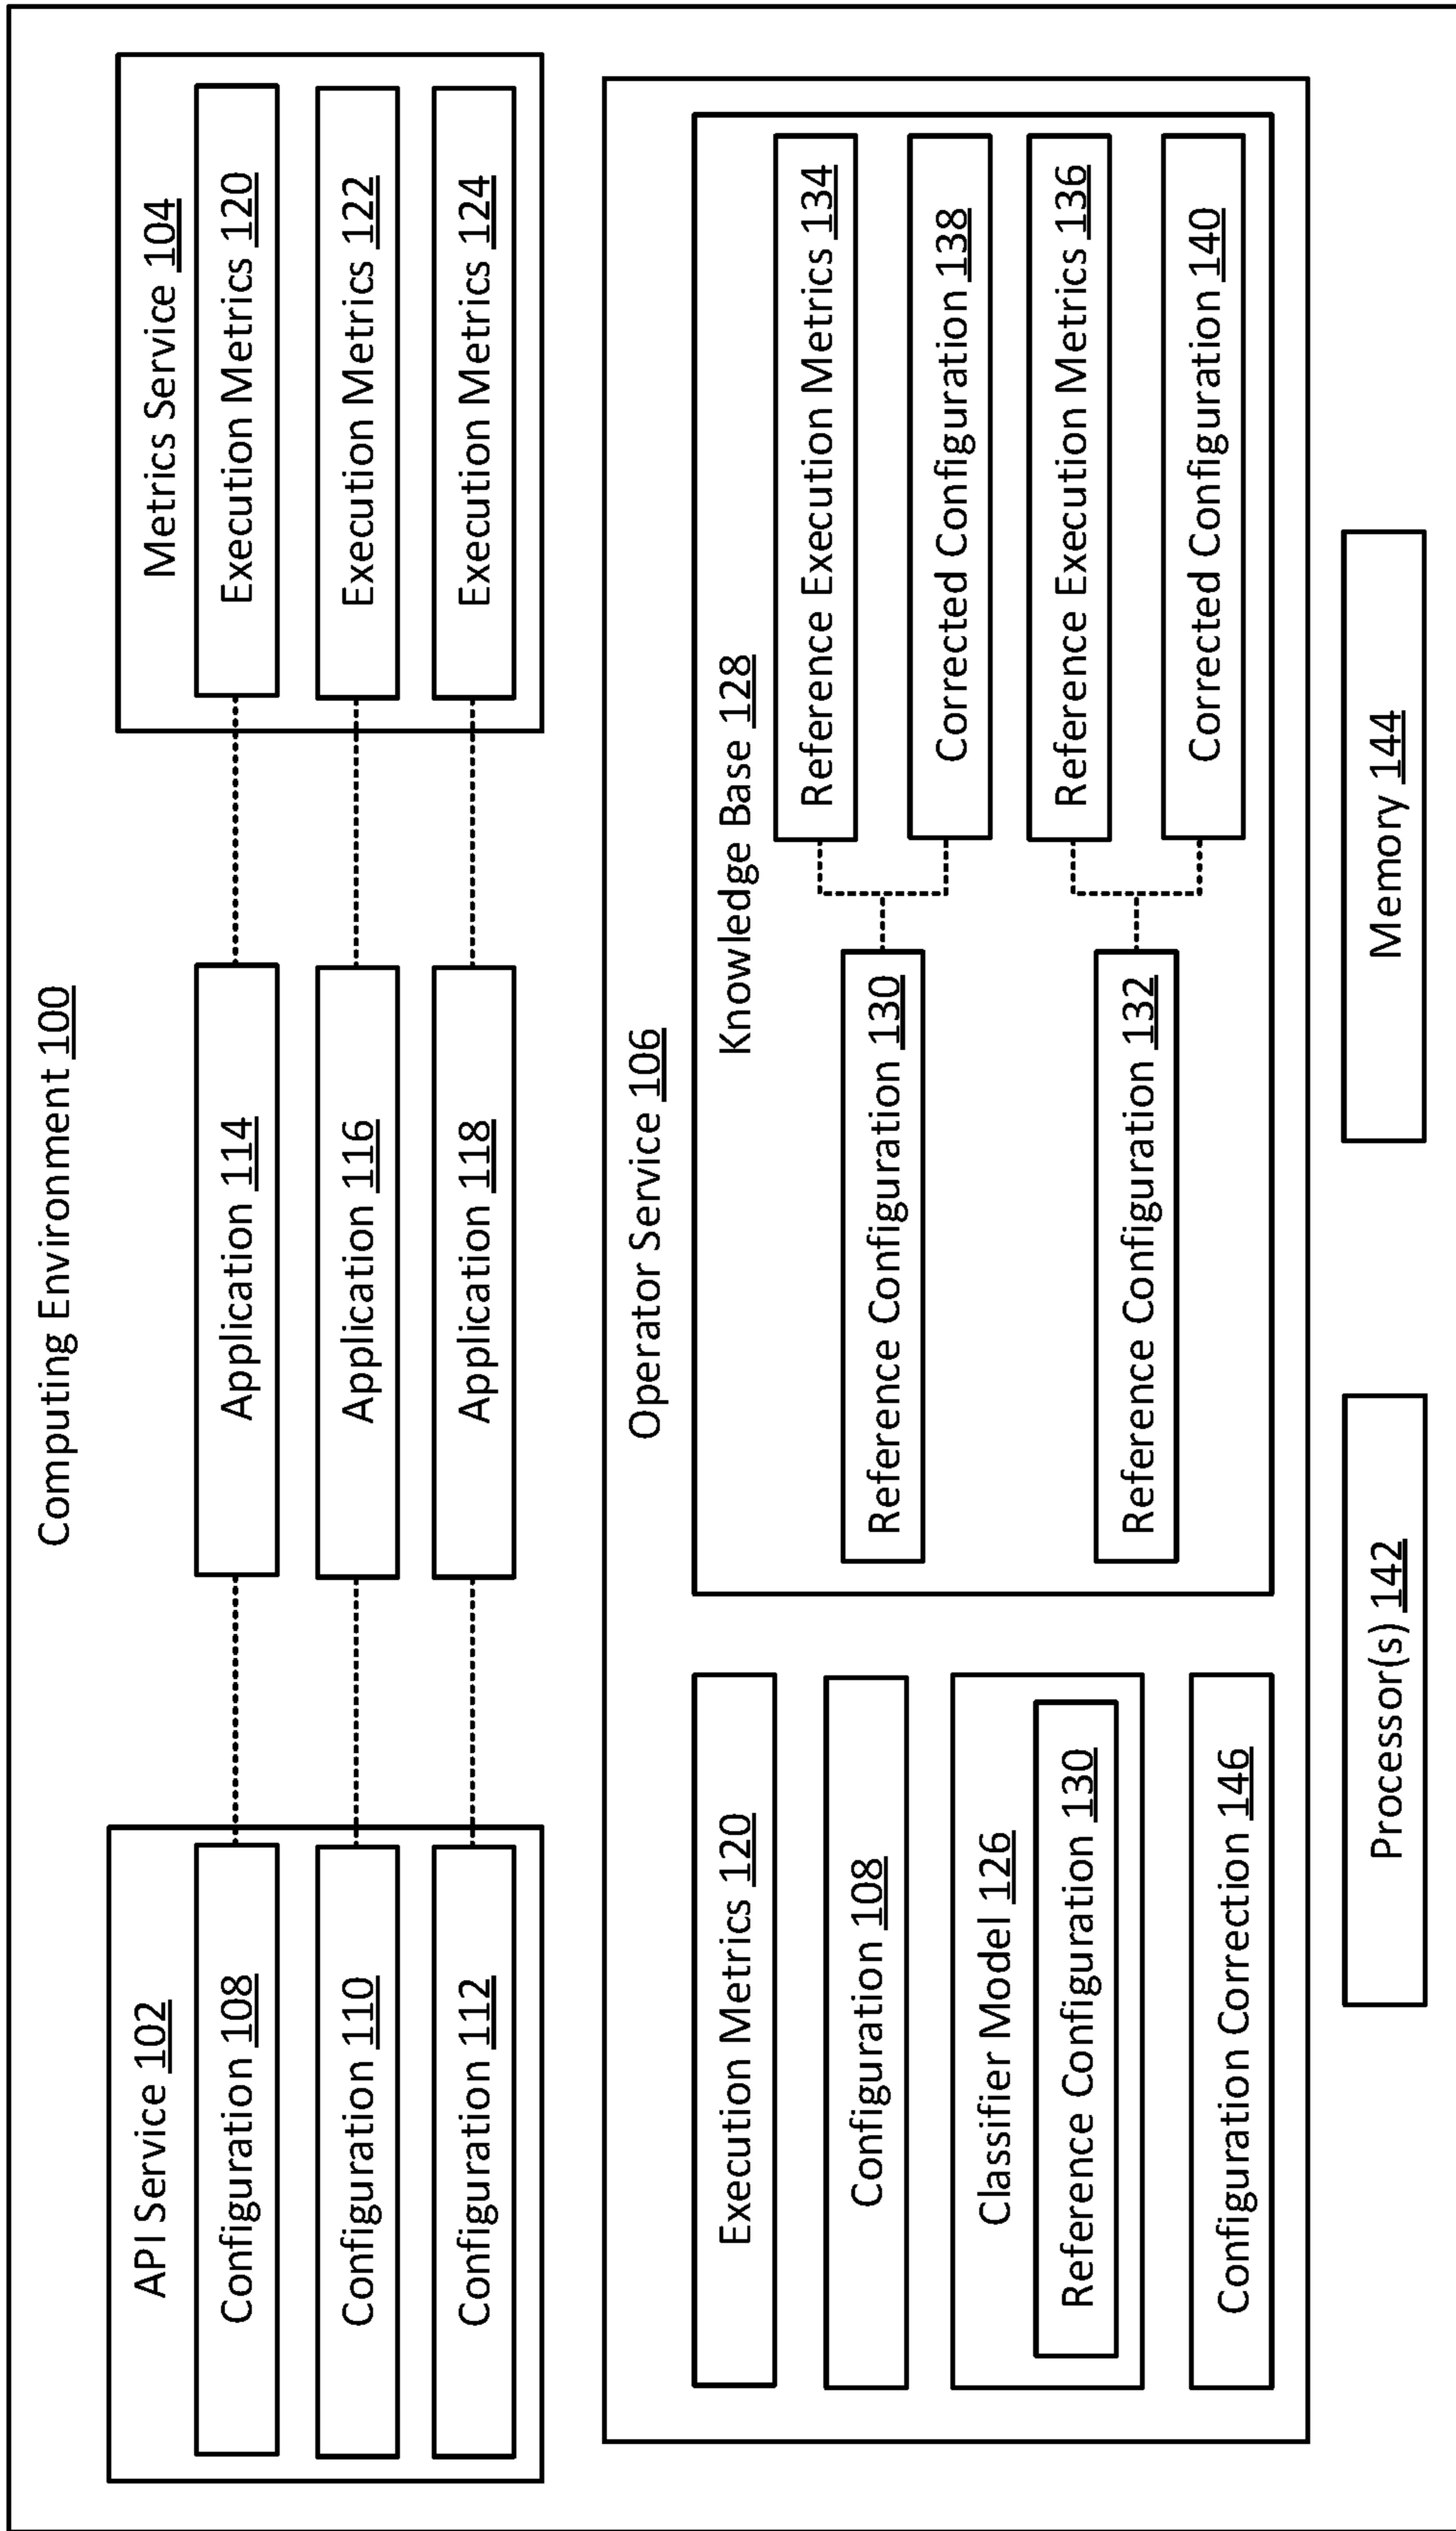 Computing Environment 100
API Service 102
Configuration 108
Configuration 110
Configuration 112
Application 114
Application 116
Application 118
Metrics Service 104
Execution Metrics 120
Execution Metrics 122
Execution Metrics 124
Operator Service 106
Execution Metrics 120
Configuration 108
Classifier Model 126
Reference Configuration 130
Configuration Correction 146
Knowledge Base 128
Reference Configuration 130
Reference Configuration 132
Reference Execution Metrics 134
Corrected Configuration 138
Reference Execution Metrics 136
Corrected Configuration 140
Processor(s) 142
Memory 144